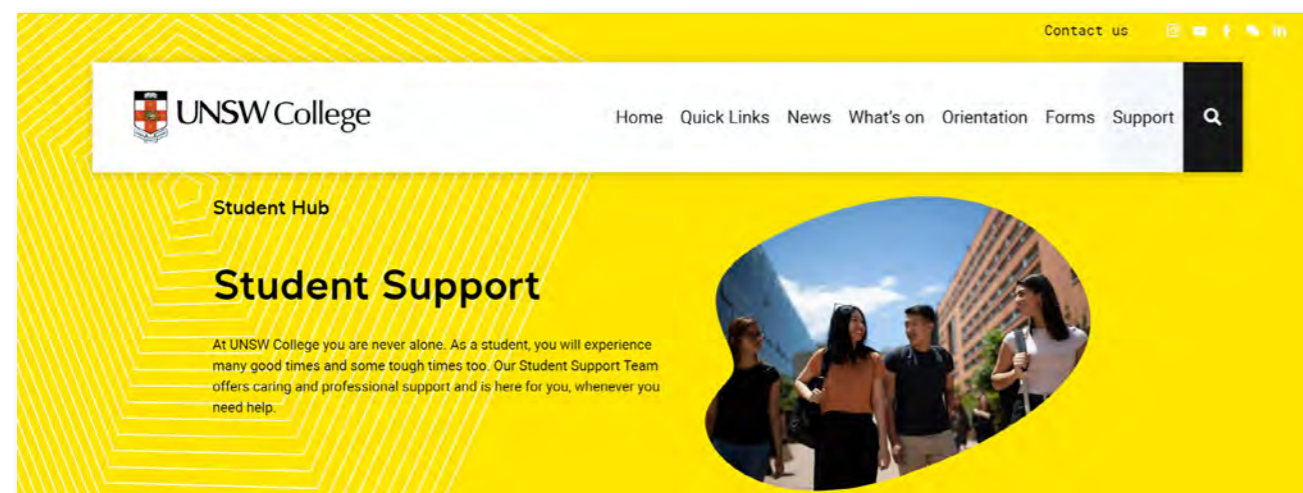 Contact us
UNSW College
Home Quick Links News What's on Orientation Forms Support
Student Hub
Student Support
At UNSW College you are never alone. As a student, you will experience
many good times and some tough times too. Our Student Support Team
offers caring and professional support and is here for you, whenever you
need help.